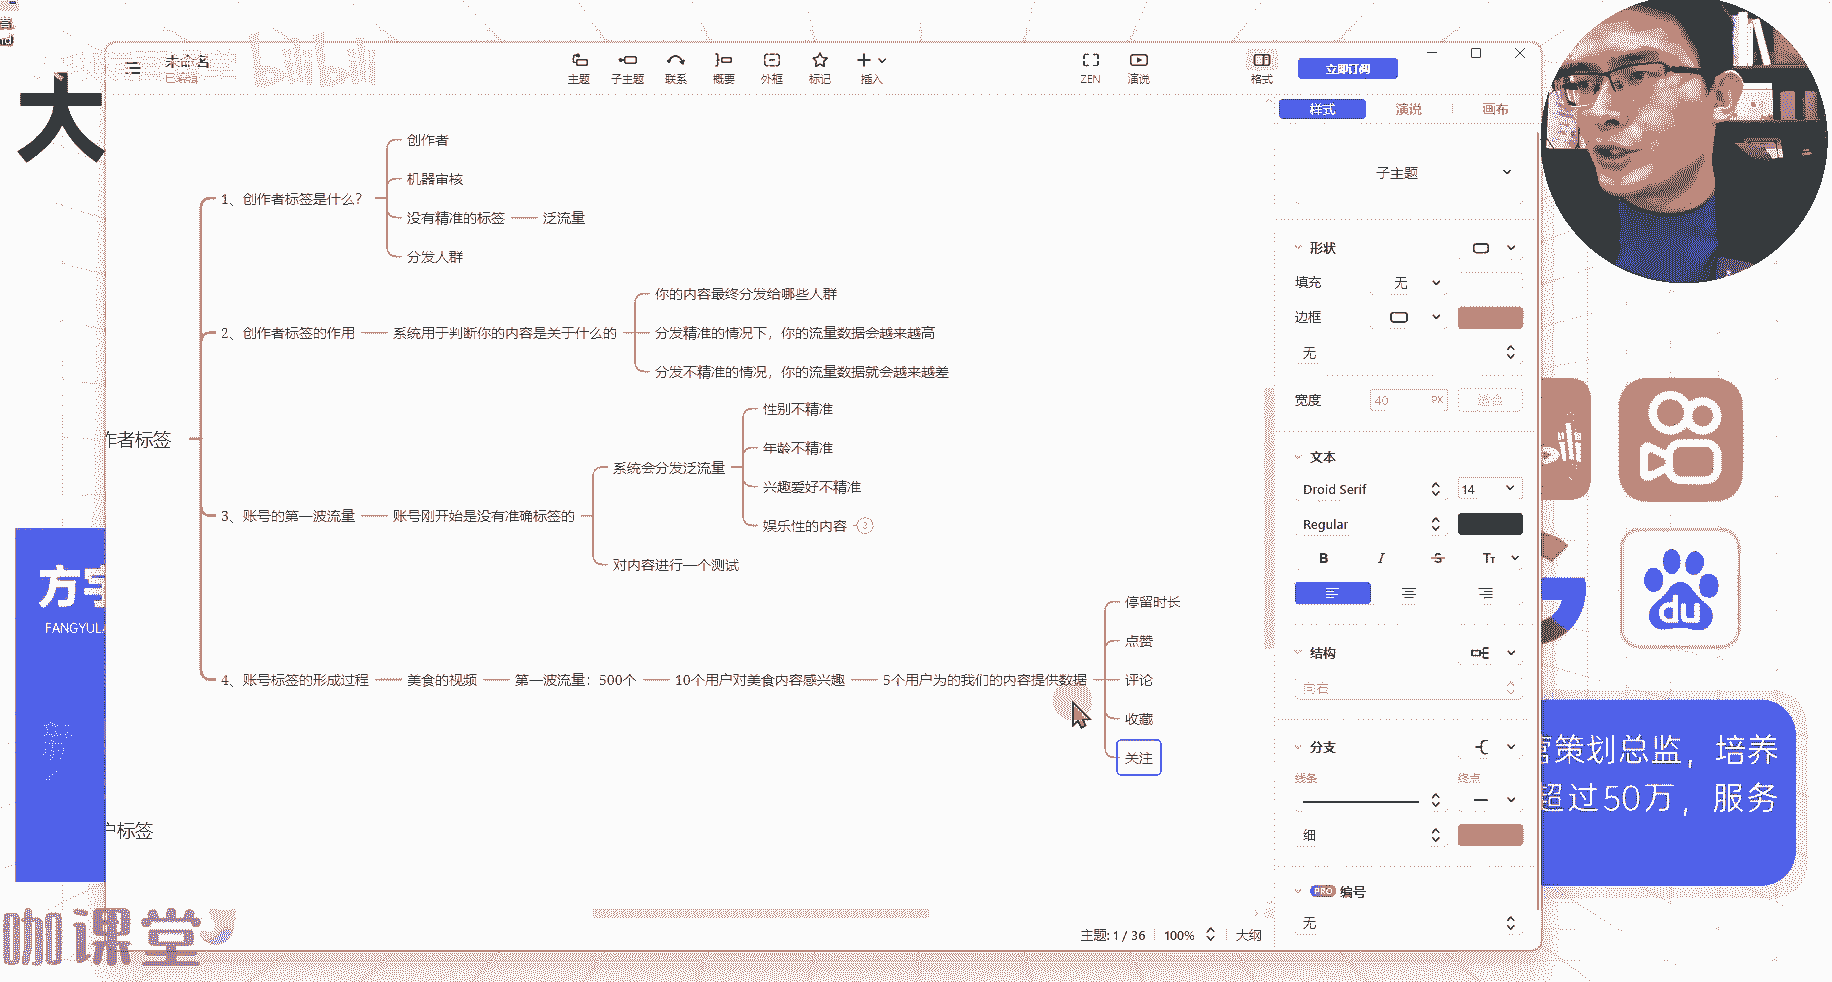 大
未命名
已编辑
bilibili
主题
子主题
联系
概要
外框
标记
插入
ZEN
演说
格式
立即订阅
样式
演说
画布
创作者
机器审核
1、创作者标签是什么？
没有精准的标签
泛流量
分发人群
你的内容最终分发给哪些人群
2、创作者标签的作用
系统用于判断你的内容是关于什么的
分发精准的情况下，你的流量数据会越来越高
分发不精准的情况，你的流量数据就会越来越差
作者标签
性别不精准
年龄不精准
系统会分发泛流量
兴趣爱好不精准
3、账号的第一波流量
账号刚开始是没有准确标签的
娱乐性的内容
3
对内容进行一个测试
停留时长
点赞
4、账号标签的形成过程
美食的视频
第一波流量：500个
10个用户对美食内容感兴趣
5个用户为的我们的内容提供数据
评论
收藏
关注
户标签
子主题
形状
填充
无
边框
无
宽度
40
PX
适合
文本
Droid Serif
14
Regular
B
I
S
Tт
结构
向右
分支
线条
终点
细
PRO
编号
无
主题: 1 / 36
100%
大纲
方宇
FANGYULA
du
营策划总监，培养
超过50万，服务
咖课堂